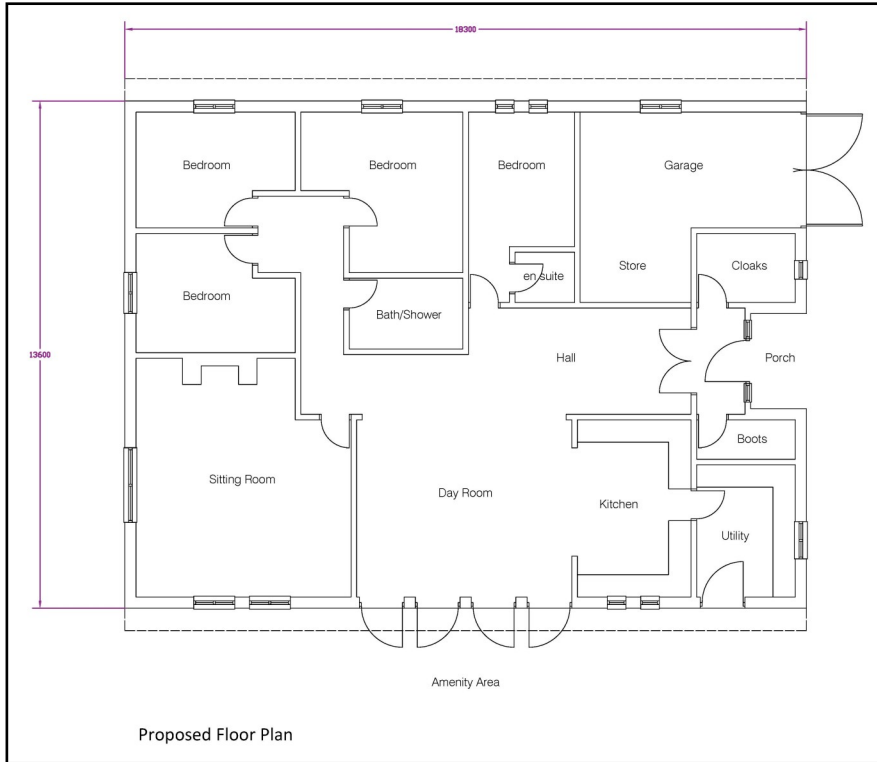 18300
Bedroom
Bedroom
Bedroom
Garage
13600
Bedroom
en suite
Store
Cloaks
Bath/Shower
Hall
Porch
Boots
Sitting Room
Day Room
Kitchen
Utility
Amenity Area
Proposed Floor Plan